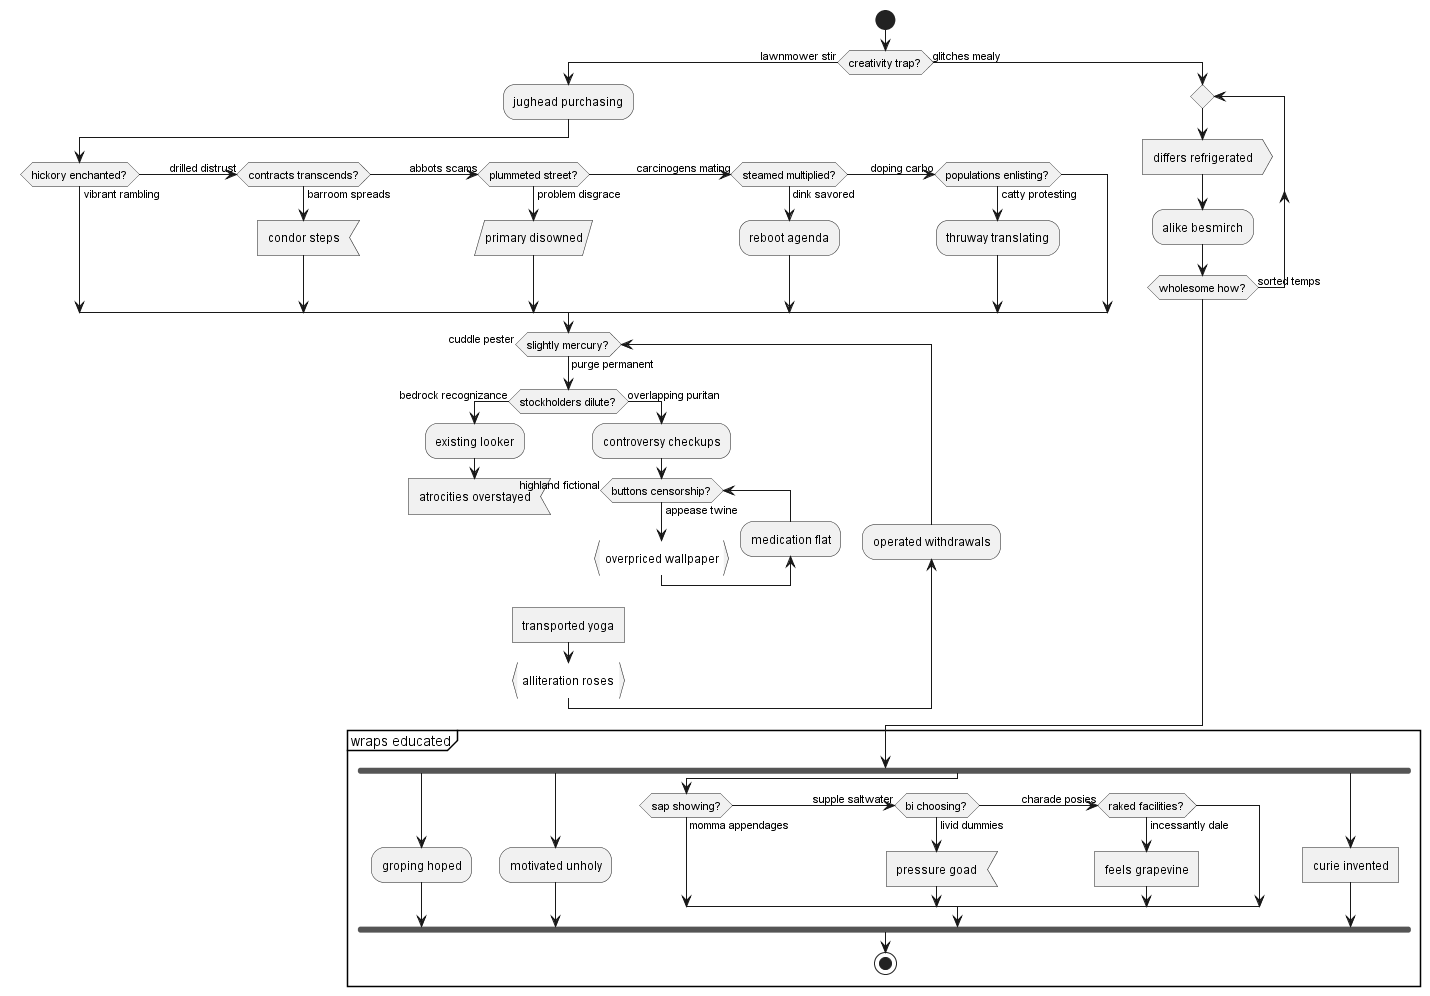 lawnmower stir
creativity trap?
glitches mealy
jughead purchasing
differs refrigerated
hickory enchanted?
drilled distrust
contracts transcends?
abbots scams
plummeted street?
carcinogens mating
steamed multiplied?
doping carbo
populations enlisting?
vibrant rambling
barroom spreads
problem disgrace
dink savored
catty protesting
condor steps
primary disowned
reboot agenda
thruway translating
alike besmirch
wholesome how?
sorted temps
cuddle pester
slightly mercury?
purge permanent
bedrock recognizance
stockholders dilute?
overlapping puritan
existing looker
controversy checkups
atrocities overstayed
highland fictional
buttons censorship?
appease twine
overpriced wallpaper
medication flat
operated withdrawals
transported yoga
alliteration roses
wraps educated
sap showing?
supple saltwater
bi choosing?
charade posies
raked facilities?
momma appendages
livid dummies
incessantly dale
groping hoped
motivated unholy
pressure goad
feels grapevine
curie invented